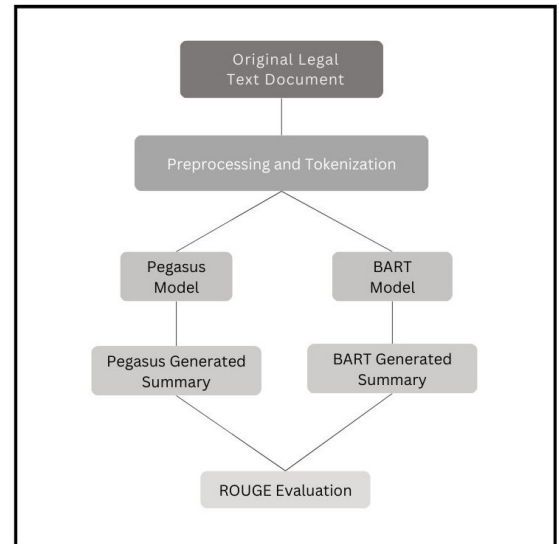 Original Legal
Text Document
Preprocessing and Tokenization
Pegasus
Model
BART
Model
Pegasus Generated
Summary
BART Generated
Summary
ROUGE Evaluation